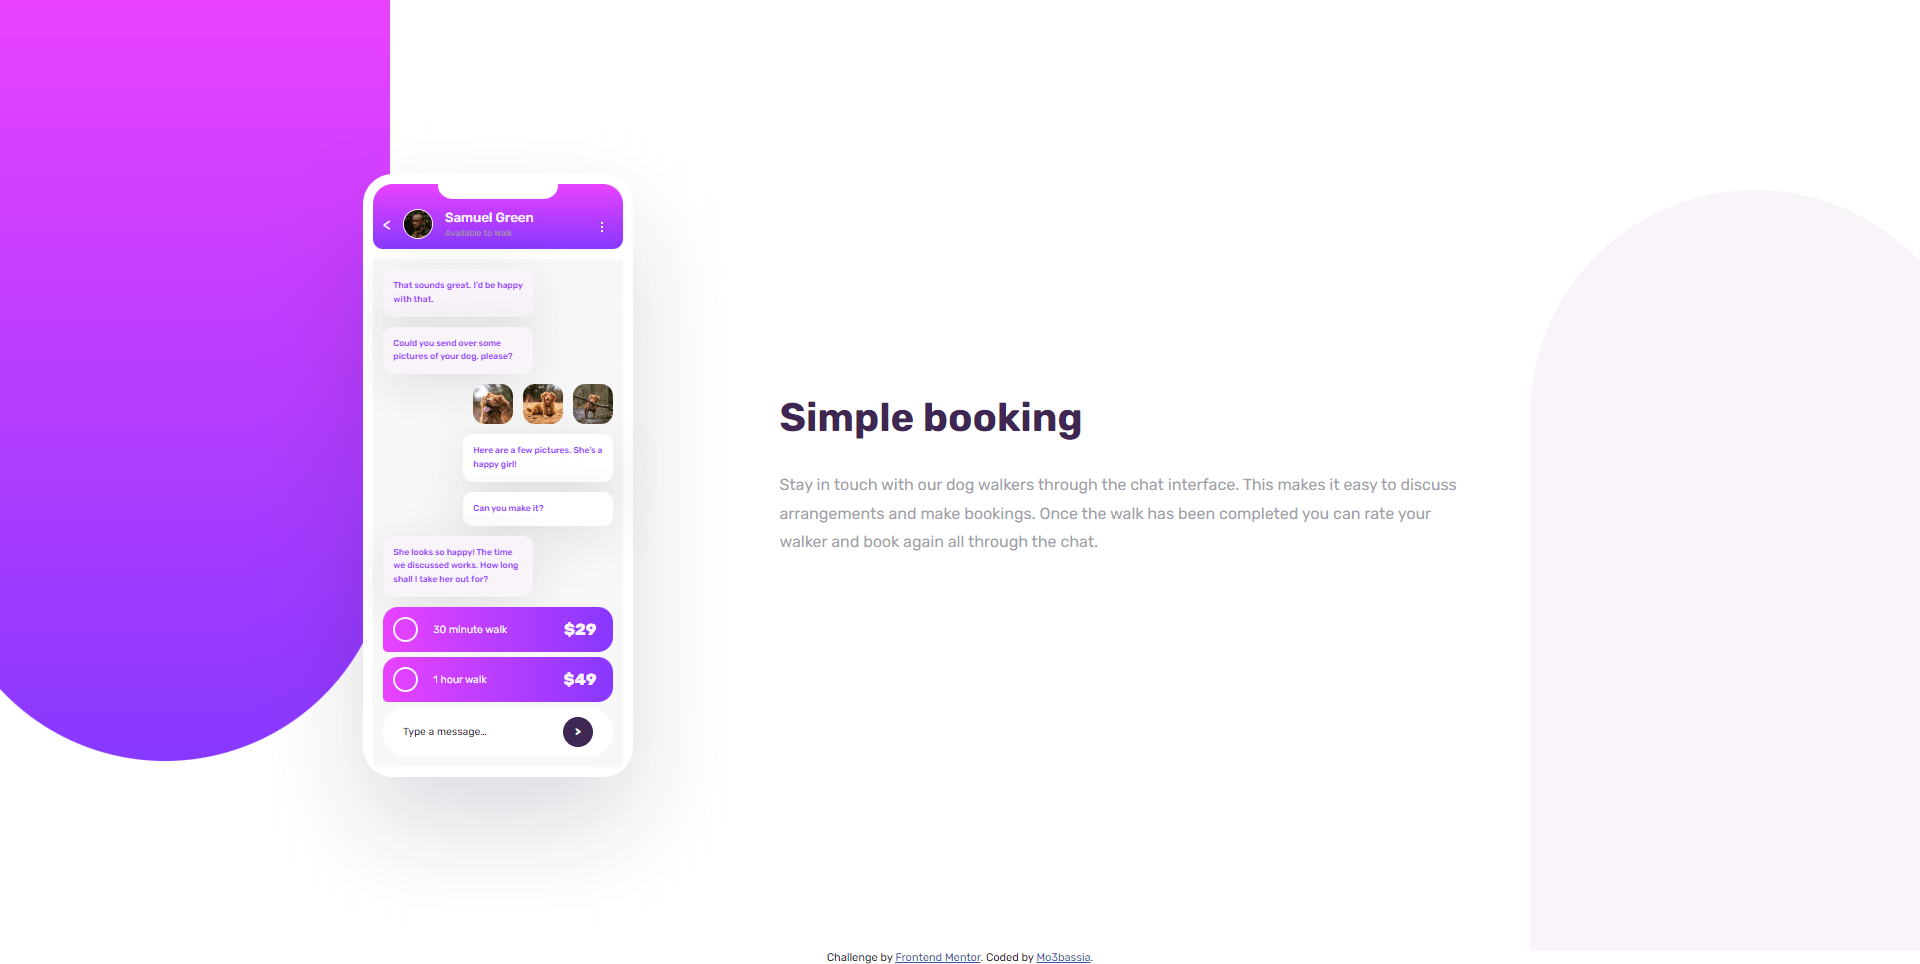 <
Samuel Green
Available to Walk
That sounds great. I'd be happy
with that.
Could you send over some
pictures of your dog, please?
Here are a few pictures. She's a
happy girl!
Can you make it?
She looks so happy! The time
we discussed works. How long
shall I take her out for?
30 minute walk $29
1 hour walk $49
Type a message... >
Simple booking
Stay in touch with our dog walkers through the chat interface. This makes it easy to discuss
arrangements and make bookings. Once the walk has been completed you can rate your
walker and book again all through the chat.
Challenge by Frontend Mentor. Coded by Mo3bassia.